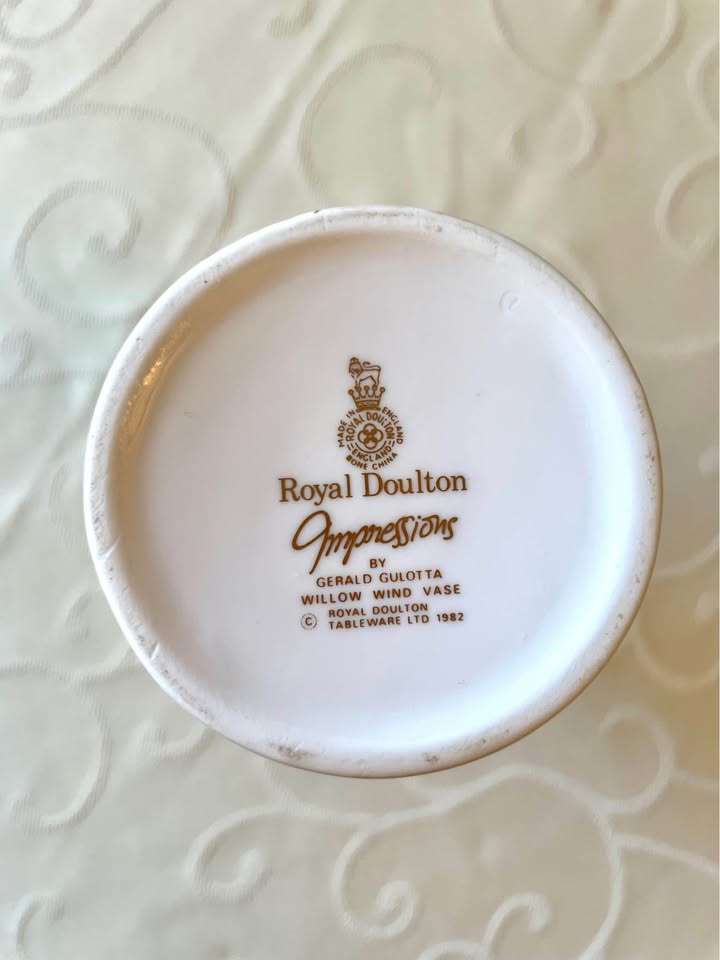 MADE IN ENGLAND
ROYAL DOULTON
ENGLAND
BONE CHINA
Royal Doulton
Impressions
BY
GERALD GULOTTA
WILLOW WIND VASE
© ROYAL DOULTON
TABLEWARE LTD 1982